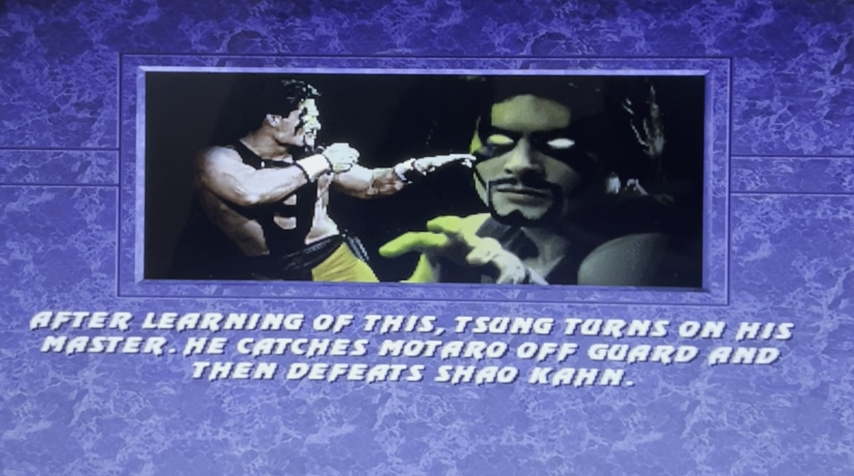 AFTER LEARNING OF THIS, TSUNG TURNS ON HIS
MASTER. HE CATCHES MOTARO OFF GUARD AND
THEN DEFEATS SHAO KAHN.